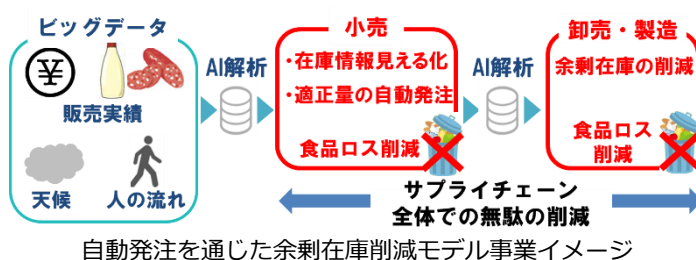 ビッグデータ
¥
販売実績
天候
人の流れ
AI解析
小売
・在庫情報見える化
・適正量の自動発注
食品ロス削減
AI解析
卸売・製造
余剰在庫の削減
食品ロス
削減
サプライチェーン
全体での無駄の削減
自動発注を通じた余剰在庫削減モデル事業イメージ